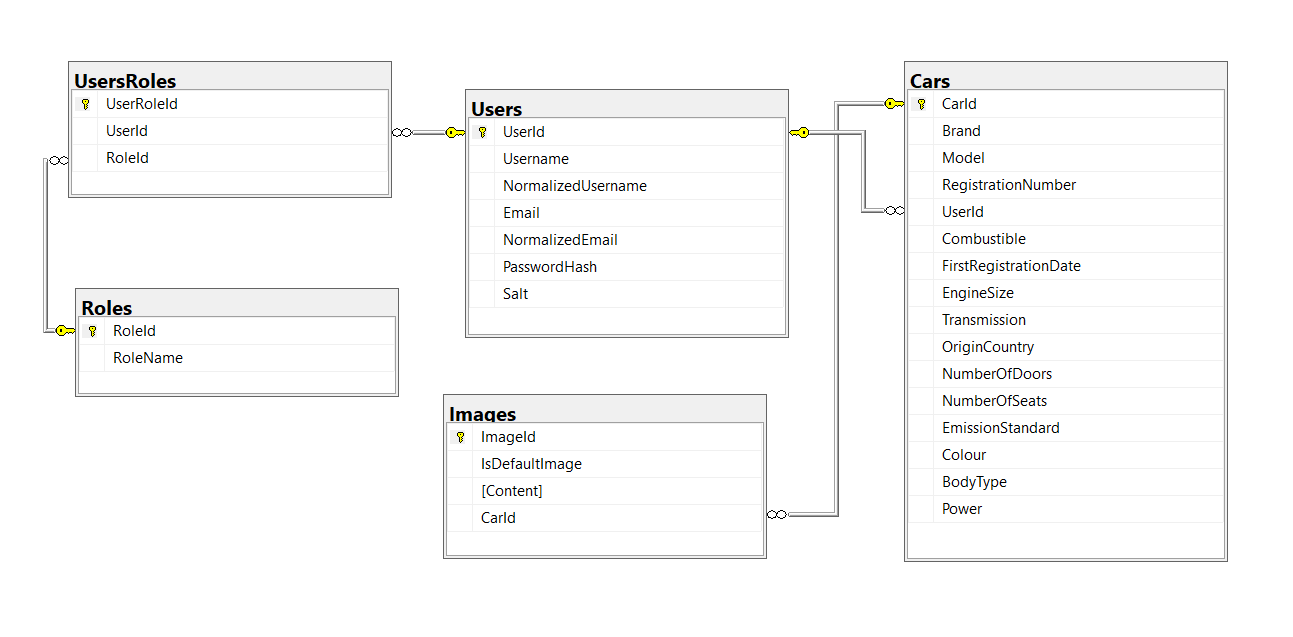 UsersRoles
UserRoleId
UserId
RoleId
Users
UserId
Username
NormalizedUsername
Email
NormalizedEmail
PasswordHash
Salt
Cars
CarId
Brand
Model
RegistrationNumber
UserId
Combustible
FirstRegistrationDate
EngineSize
Transmission
OriginCountry
NumberOfDoors
NumberOfSeats
EmissionStandard
Colour
BodyType
Power
Roles
RoleId
RoleName
Images
ImageId
IsDefaultImage
[Content]
CarId